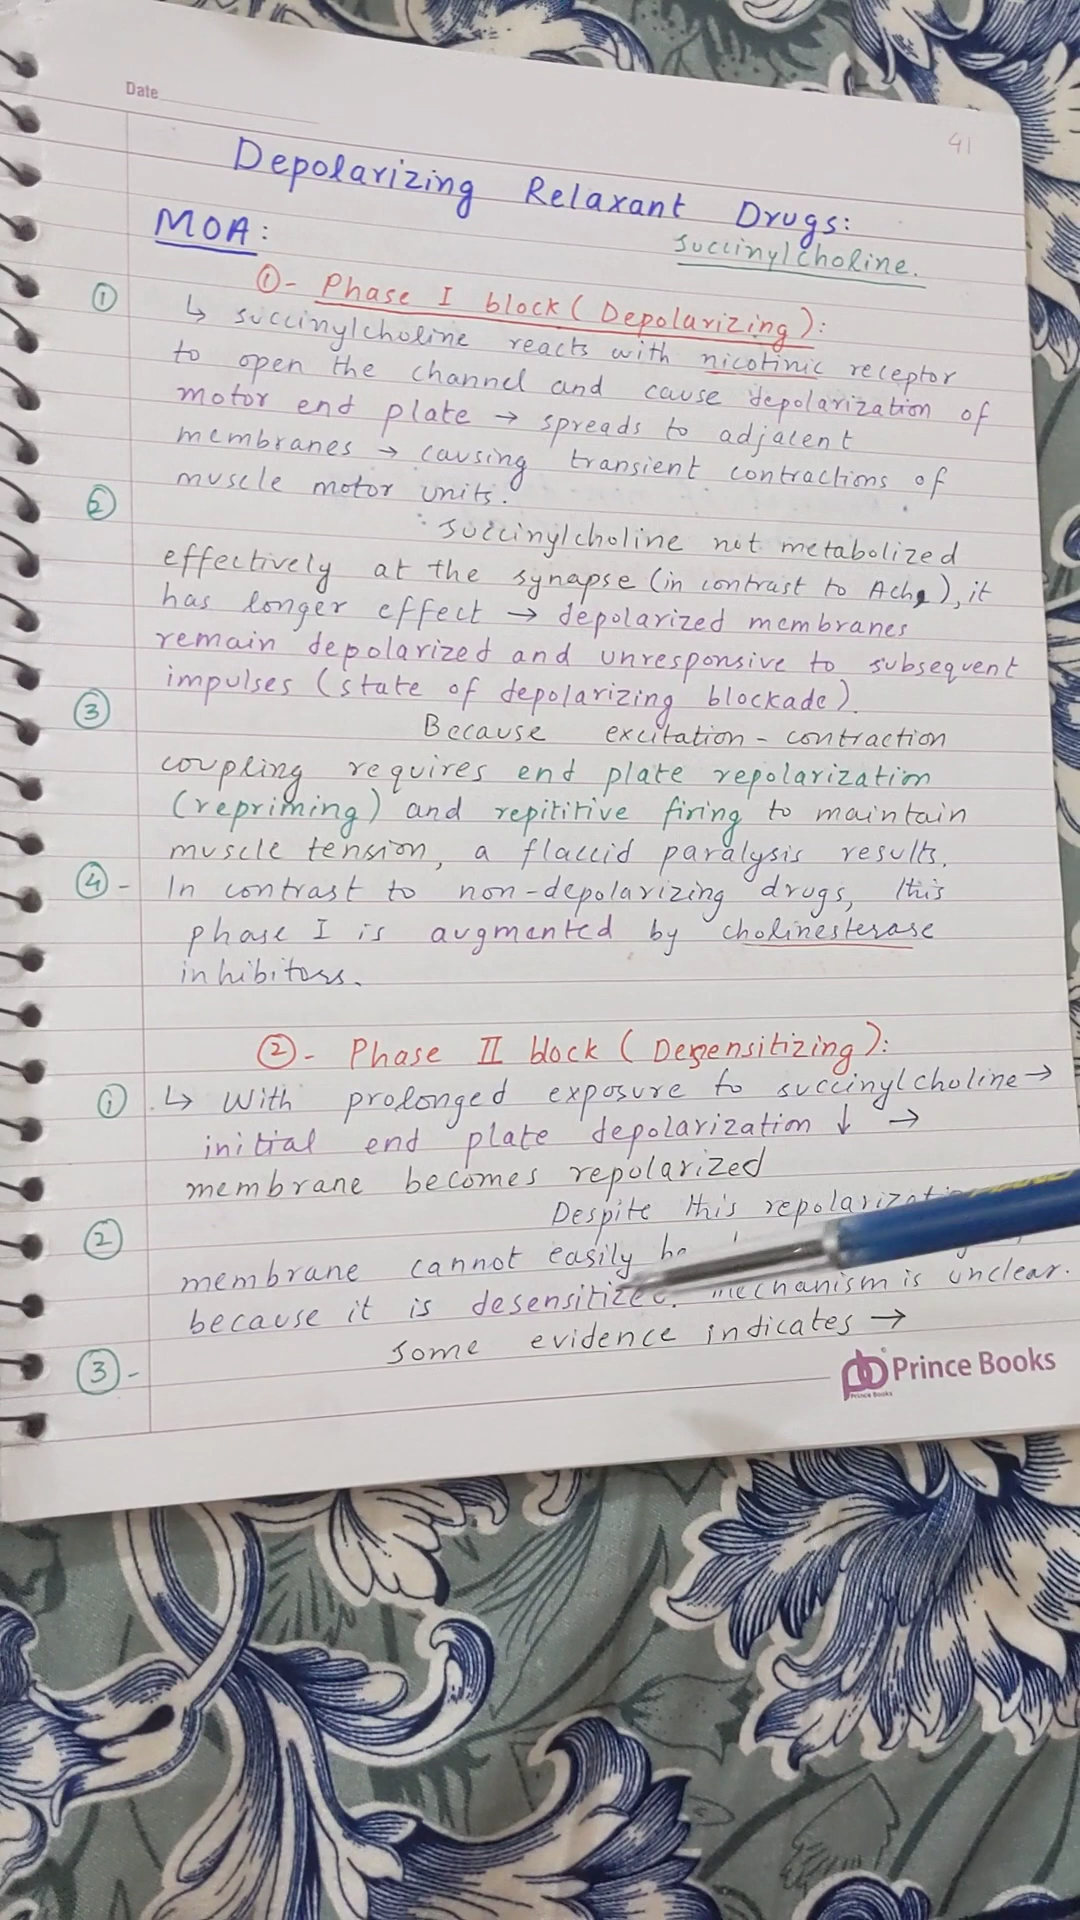 Date
41
Depolarizing Relaxant Drugs:
MOA:
succinylcholine.
①- Phase I block (Depolarizing):
① ↳ succinylcholine reacts with nicotinic receptor
to open the channel and cause depolarization of
motor end plate → spreads to adjacent
membranes → causing transient contractions of
muscle motor units.
② succinylcholine not metabolized
effectively at the synapse (in contrast to Ach), it
has longer effect → depolarized membranes
remain depolarized and unresponsive to subsequent
impulses (state of depolarizing blockade).
③ Because excitation - contraction
coupling requires end plate repolarization
(repriming) and repititive firing to maintain
muscle tension, a flaccid paralysis results.
④- In contrast to non-depolarizing drugs, this
phase I is augmented by cholinesterase
inhibitors.
②- Phase II block (Desensitizing):
① ↳ With prolonged exposure to succinylcholine →
initial end plate depolarization ↓ →
membrane becomes repolarized
② Despite this
membrane cannot easily
because it is desensitized. mechanism is unclear.
③- some evidence indicates →
Prince Books
Prince Books